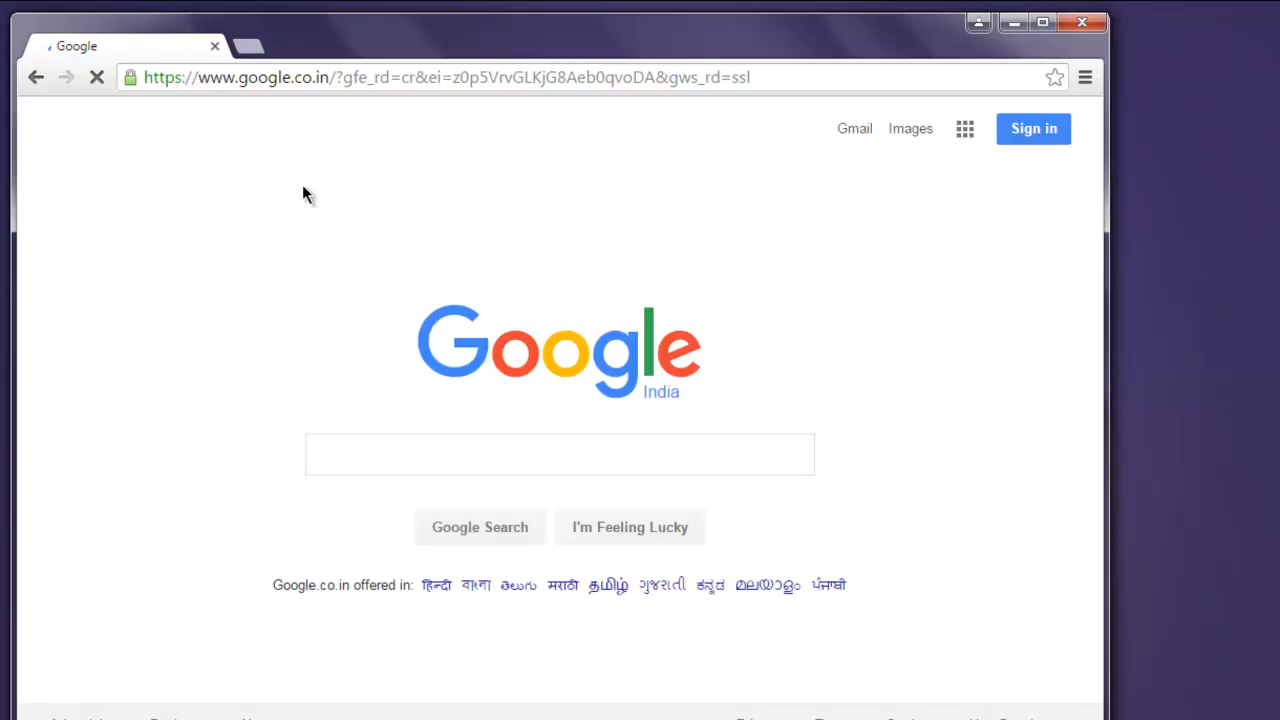 Google
https://www.google.co.in/?gfe_rd=cr&ei=z0p5VrvGLKjG8Aeb0qvoDA&gws_rd=ssl
Gmail Images Sign in
Google
India
Google Search I'm Feeling Lucky
Google.co.in offered in: हिन्दी বাংলা తెలుగు मराठी தமிழ் ગુજરાતી ಕನ್ನಡ മലയാളം ਪੰਜਾਬੀ